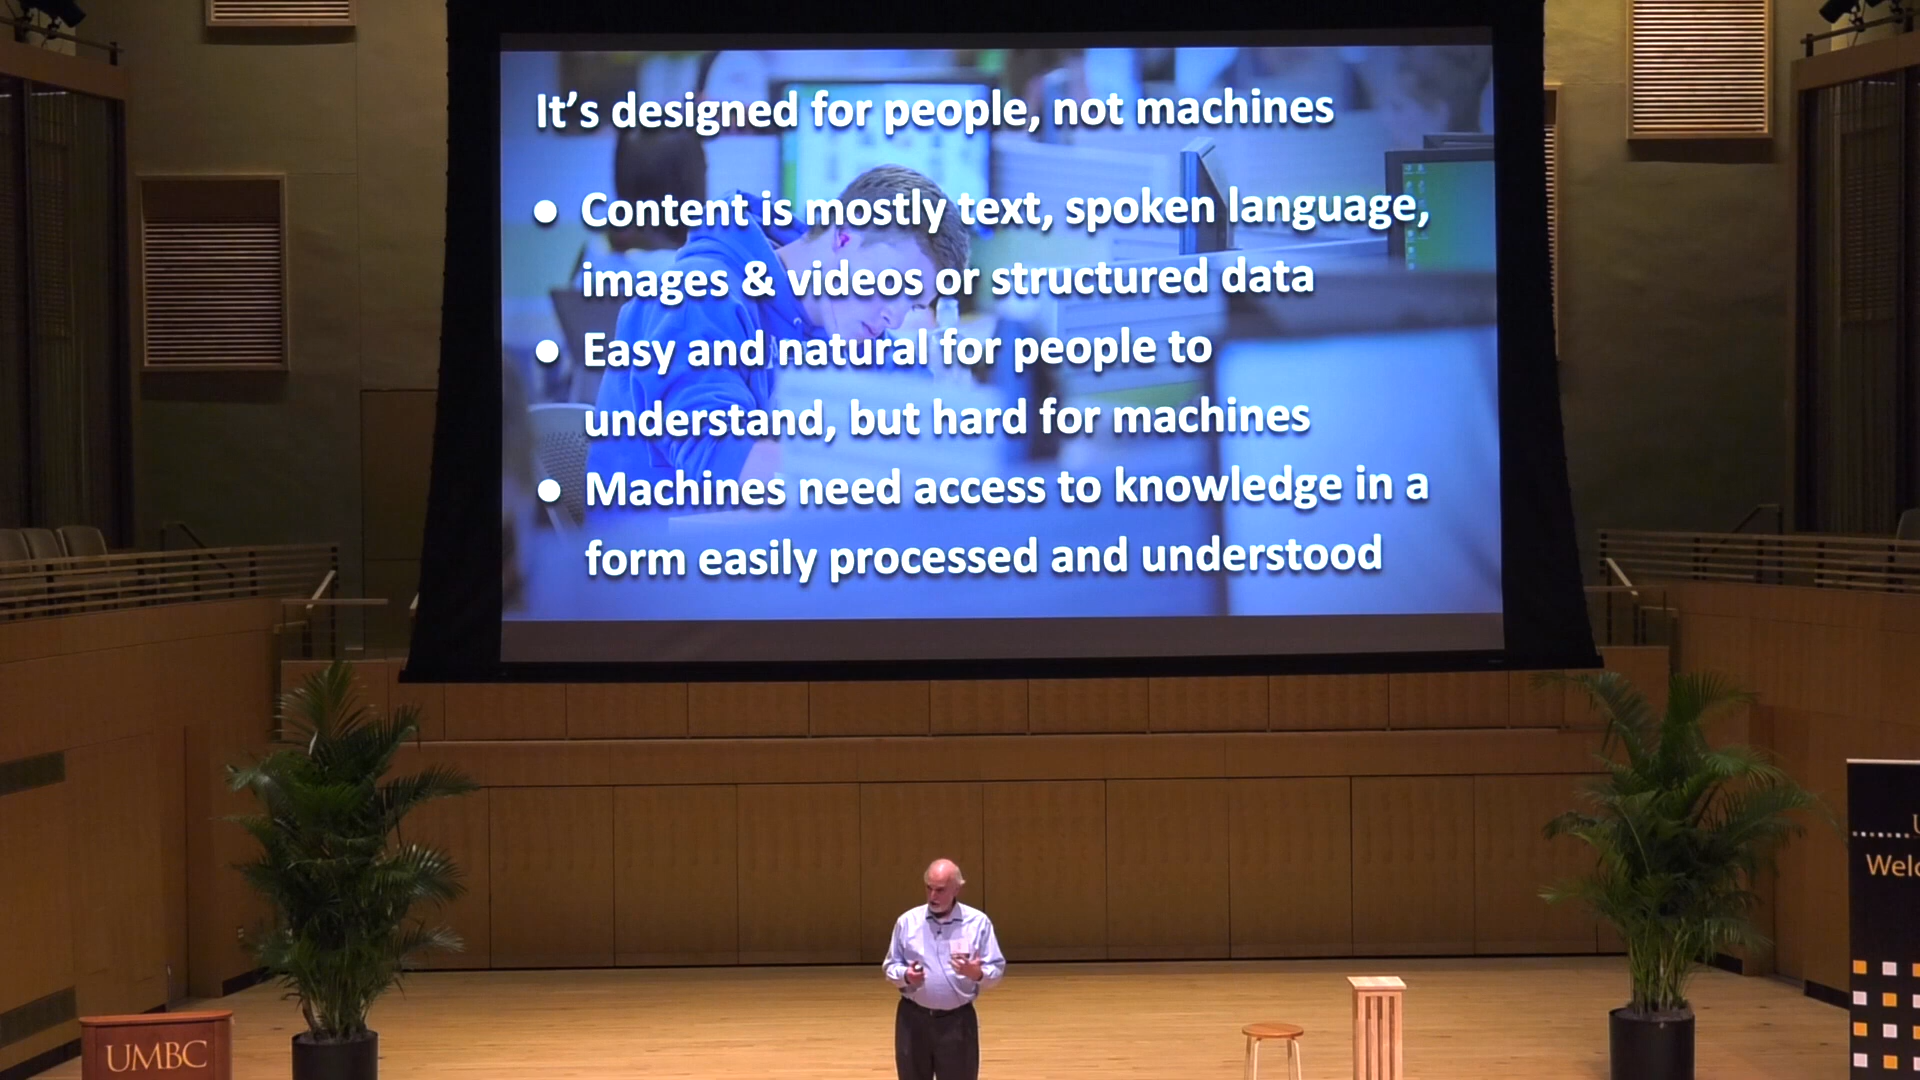 It’s designed for people, not machines
● Content is mostly text, spoken language,
images & videos or structured data
● Easy and natural for people to
understand, but hard for machines
● Machines need access to knowledge in a
form easily processed and understood
UMBC